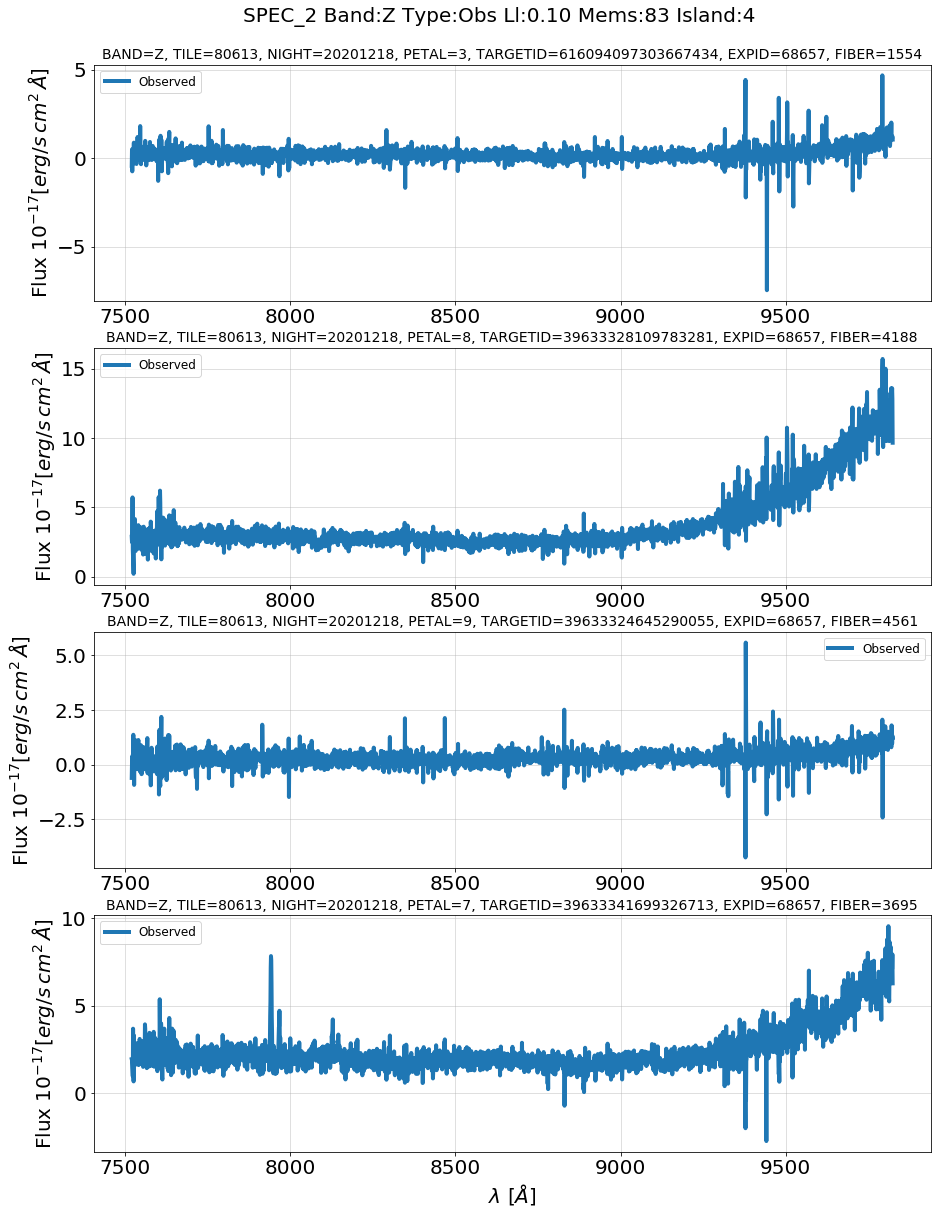 SPEC_2 Band:Z Type:Obs Ll:0.10 Mems:83 Island:4
BAND=Z, TILE=80613, NIGHT=20201218, PETAL=3, TARGETID=616094097303667434, EXPID=68657, FIBER=1554
Observed
5
0
−5
Flux 10^{-17}[erg/s cm^2 Å]
7500 8000 8500 9000 9500
BAND=Z, TILE=80613, NIGHT=20201218, PETAL=8, TARGETID=39633328109783281, EXPID=68657, FIBER=4188
Observed
15
10
5
0
Flux 10^{-17}[erg/s cm^2 Å]
7500 8000 8500 9000 9500
BAND=Z, TILE=80613, NIGHT=20201218, PETAL=9, TARGETID=39633324645290055, EXPID=68657, FIBER=4561
Observed
5.0
2.5
0.0
−2.5
Flux 10^{-17}[erg/s cm^2 Å]
7500 8000 8500 9000 9500
BAND=Z, TILE=80613, NIGHT=20201218, PETAL=7, TARGETID=39633341699326713, EXPID=68657, FIBER=3695
Observed
10
5
0
Flux 10^{-17}[erg/s cm^2 Å]
7500 8000 8500 9000 9500
λ [Å]